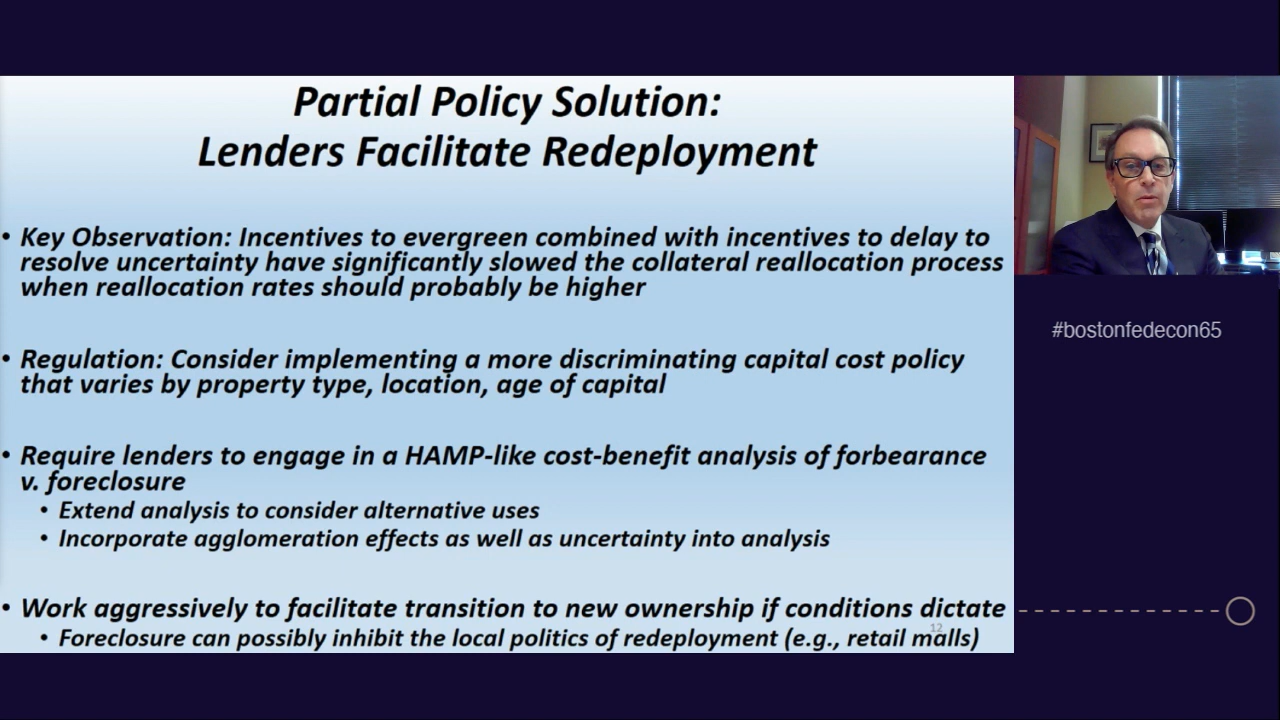 Partial Policy Solution:
Lenders Facilitate Redeployment
• Key Observation: Incentives to evergreen combined with incentives to delay to
resolve uncertainty have significantly slowed the collateral reallocation process
when reallocation rates should probably be higher
• Regulation: Consider implementing a more discriminating capital cost policy
that varies by property type, location, age of capital
• Require lenders to engage in a HAMP-like cost-benefit analysis of forbearance
v. foreclosure
• Extend analysis to consider alternative uses
• Incorporate agglomeration effects as well as uncertainty into analysis
• Work aggressively to facilitate transition to new ownership if conditions dictate
• Foreclosure can possibly inhibit the local politics of redeployment (e.g., retail malls)
12
#bostonfedecon65